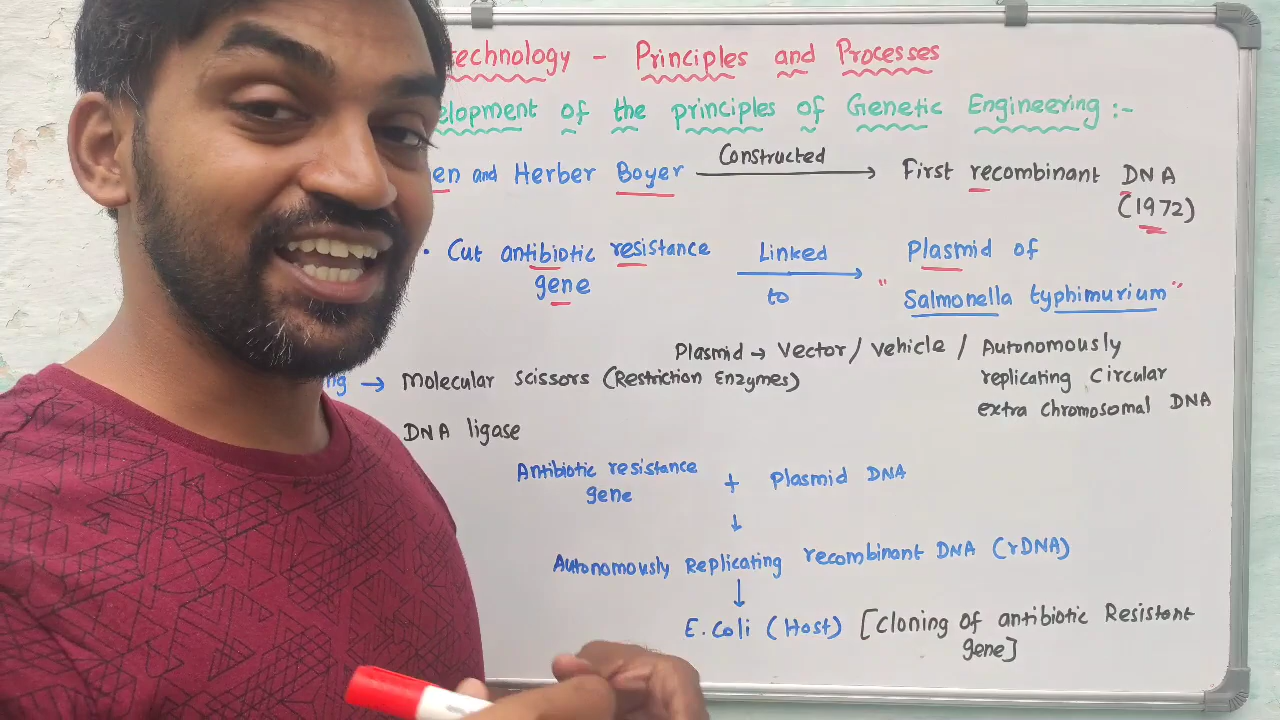 technology - Principles and Processes
elopment of the principles of Genetic Engineering :-
en and Herber Boyer Constructed → First recombinant DNA
(1972)
• Cut antibiotic resistance gene Linked to → Plasmid of "Salmonella typhimurium"
Plasmid → Vector / Vehicle / Autonomously replicating Circular extra chromosomal DNA
ng → Molecular Scissors (Restriction Enzymes)
DNA ligase
Antibiotic resistance gene + Plasmid DNA
↓
Autonomously Replicating recombinant DNA (rDNA)
↓
E.Coli (Host) [Cloning of antibiotic Resistant gene]